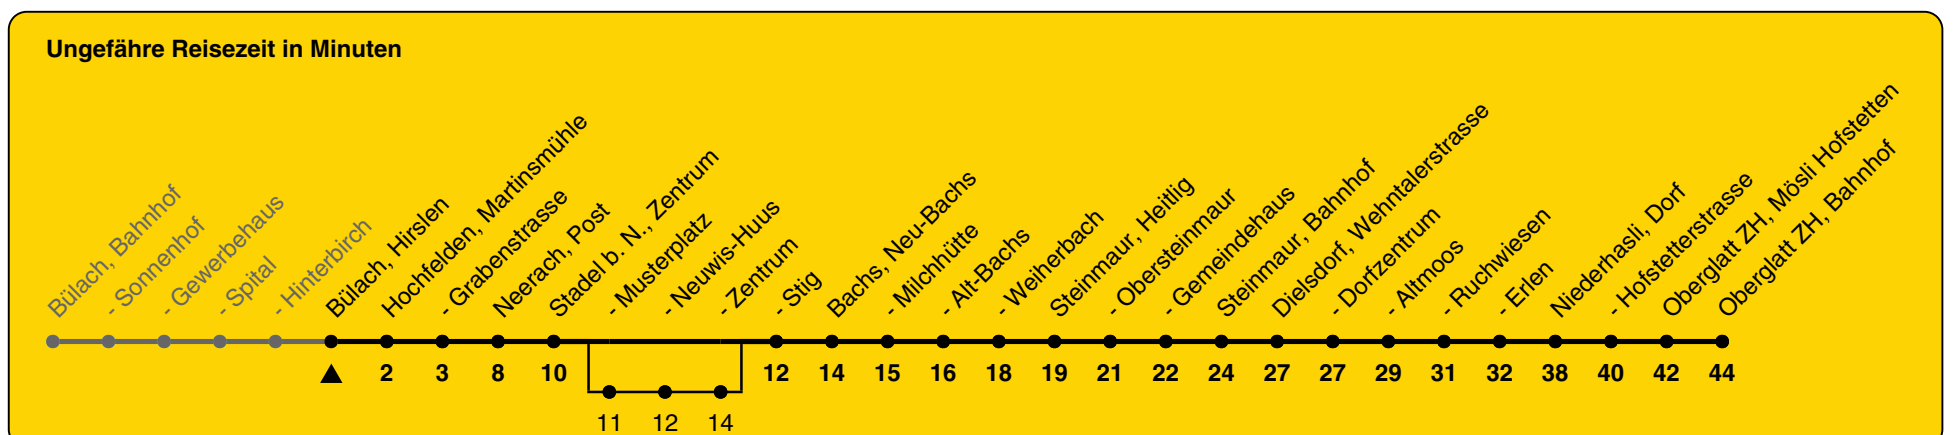 Ungefähre Reisezeit in Minuten
Bülach, Bahnhof
- Sonnenhof
- Gewerbehaus
- Spital
- Hinterbirch
Bülach, Hirslen
Hochfelden, Martinsmühle
- Grabenstrasse
Neerach, Post
Stadel b. N., Zentrum
- Musterplatz
- Neuwis-Huus
- Zentrum
- Stig
Bachs, Neu-Bachs
- Milchhütte
- Alt-Bachs
- Weiherbach
Steinmaur, Heitlig
- Obersteinmaur
- Gemeindehaus
Steinmaur, Bahnhof
Dielsdorf, Wehntalerstrasse
- Dorfzentrum
- Altmoos
- Ruchwiesen
- Erlen
Niederhasli, Dorf
- Hofstetterstrasse
Oberglatt ZH, Mösli Hofstetten
Oberglatt ZH, Bahnhof
2 3 8 10 12 14 15 16 18 19 21 22 24 27 27 29 31 32 38 40 42 44
11 12 14